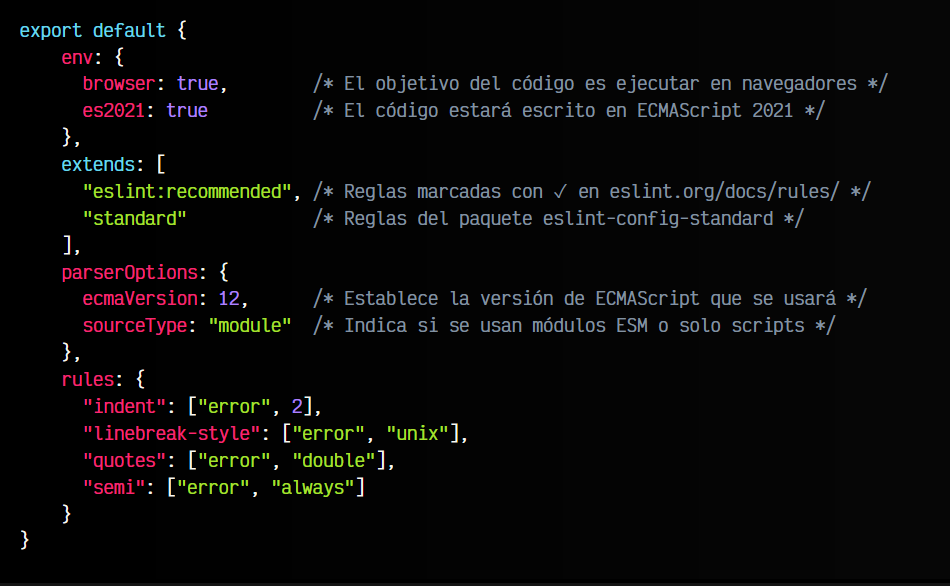 export default {
    env: {
      browser: true,        /* El objetivo del código es ejecutar en navegadores */
      es2021: true          /* El código estará escrito en ECMAScript 2021 */
    },
    extends: [
      "eslint:recommended", /* Reglas marcadas con ✓ en eslint.org/docs/rules/ */
      "standard"            /* Reglas del paquete eslint-config-standard */
    ],
    parserOptions: {
      ecmaVersion: 12,      /* Establece la versión de ECMAScript que se usará */
      sourceType: "module"  /* Indica si se usan módulos ESM o solo scripts */
    },
    rules: {
      "indent": ["error", 2],
      "linebreak-style": ["error", "unix"],
      "quotes": ["error", "double"],
      "semi": ["error", "always"]
    }
}